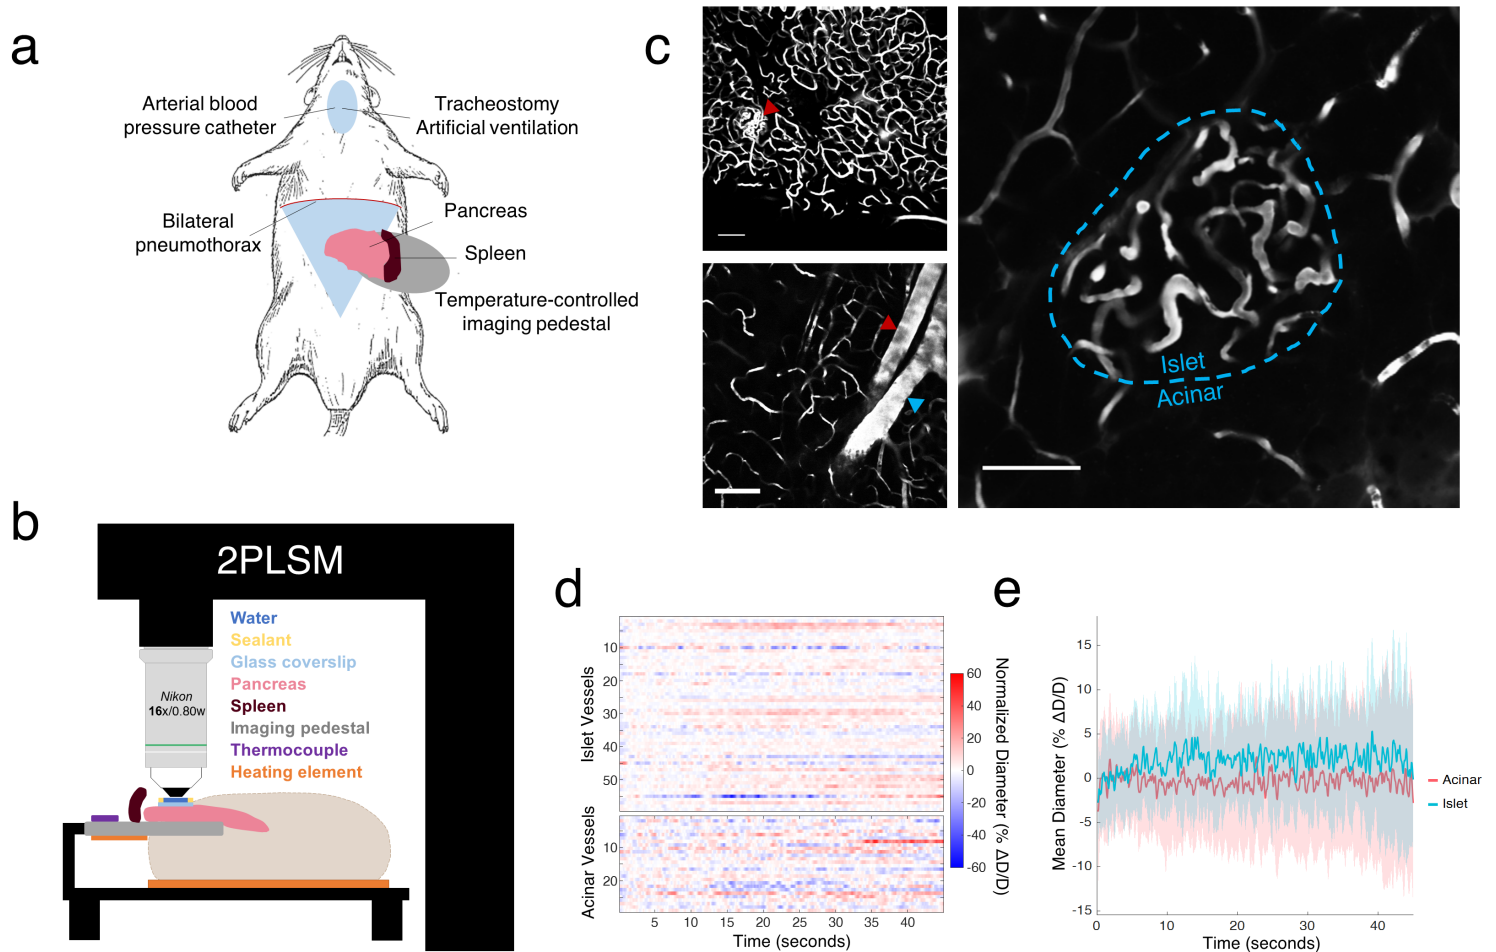 a
Arterial blood
pressure catheter
Tracheostomy
Artificial ventilation
Bilateral
pneumothorax
Pancreas
Spleen
Temperature-controlled
imaging pedestal
b
2PLSM
Water
Sealant
Glass coverslip
Pancreas
Spleen
Imaging pedestal
Thermocouple
Heating element
Nikon
16x/0.80w
c
Islet
Acinar
d
Islet Vessels
10
20
30
40
50
Acinar Vessels
10
20
5
10
15
20
25
30
35
40
Time (seconds)
60
40
20
0
-20
-40
-60
Normalized Diameter (% ΔD/D)
e
Mean Diameter (% ΔD/D)
15
10
5
0
-5
-10
-15
0
10
20
30
40
Time (seconds)
Acinar
Islet